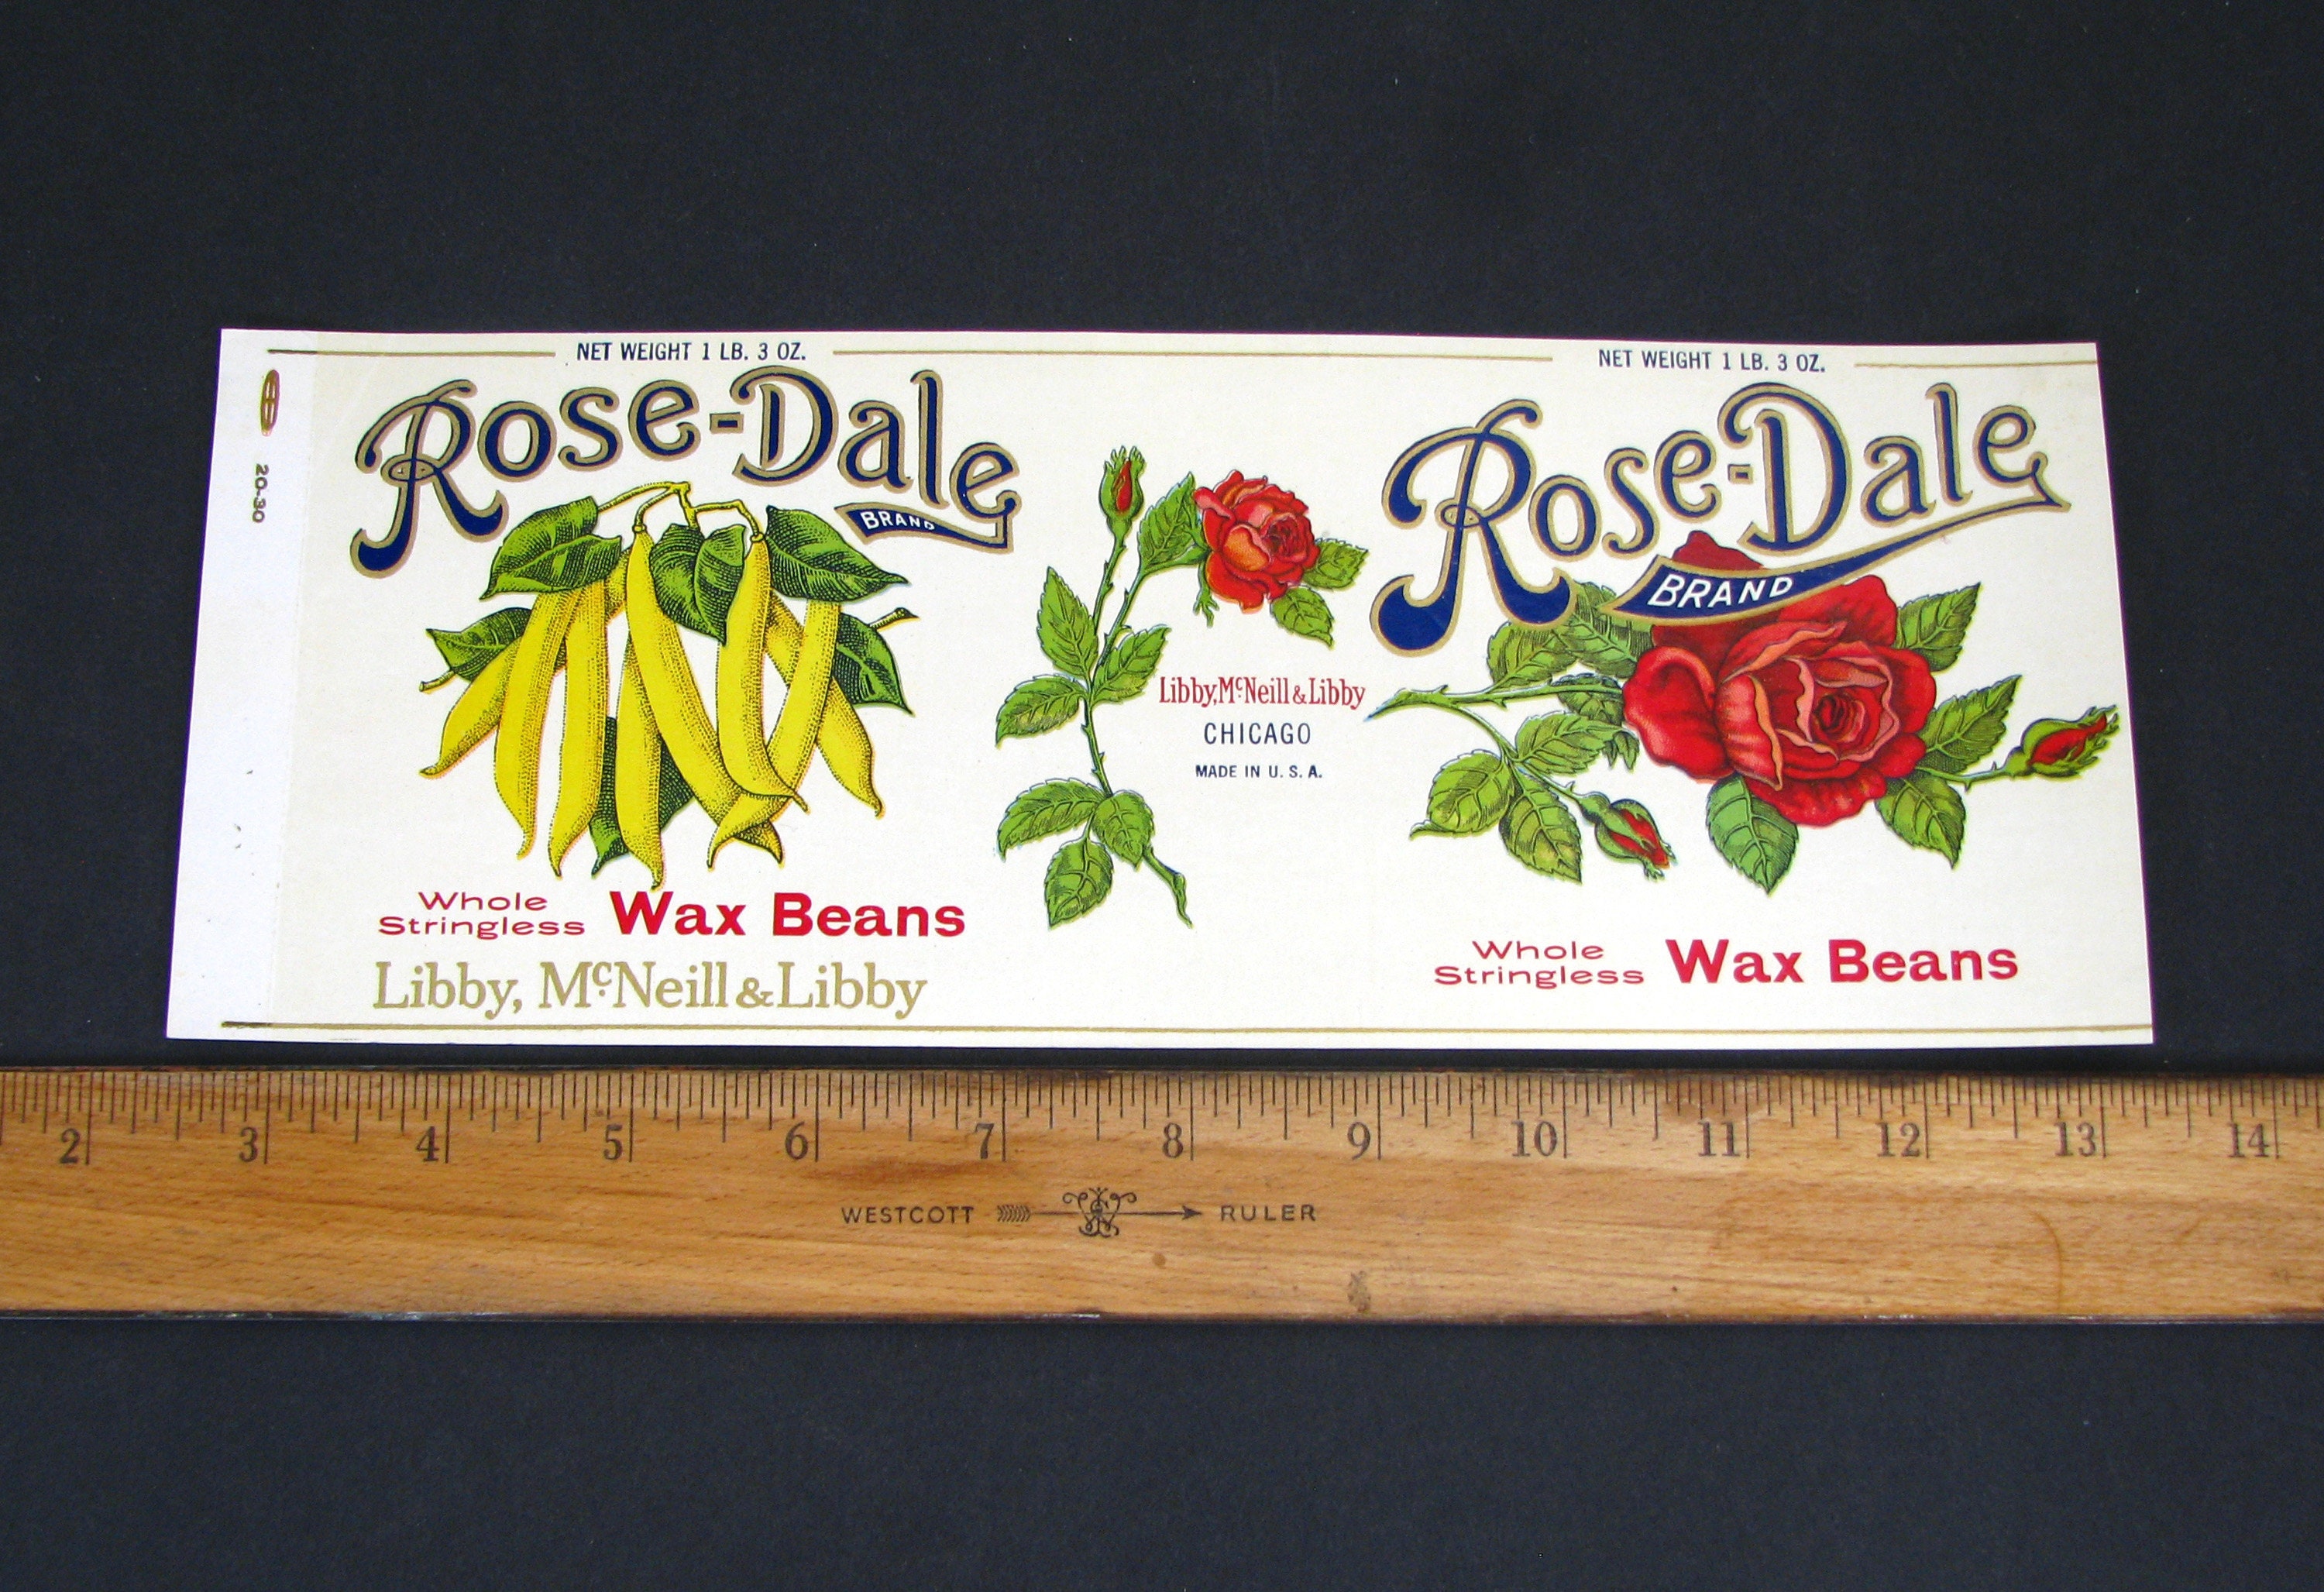 NET WEIGHT 1 LB. 3 OZ.
Rose-Dale
BRAND
Whole
Stringless
Wax Beans
Libby, McNeill & Libby
20-30
Libby, McNeill & Libby
CHICAGO
MADE IN U. S. A.
NET WEIGHT 1 LB. 3 OZ.
Rose-Dale
BRAND
Whole
Stringless
Wax Beans
2 3 4 5 6 7 8 9 10 11 12 13 14
WESTCOTT RULER